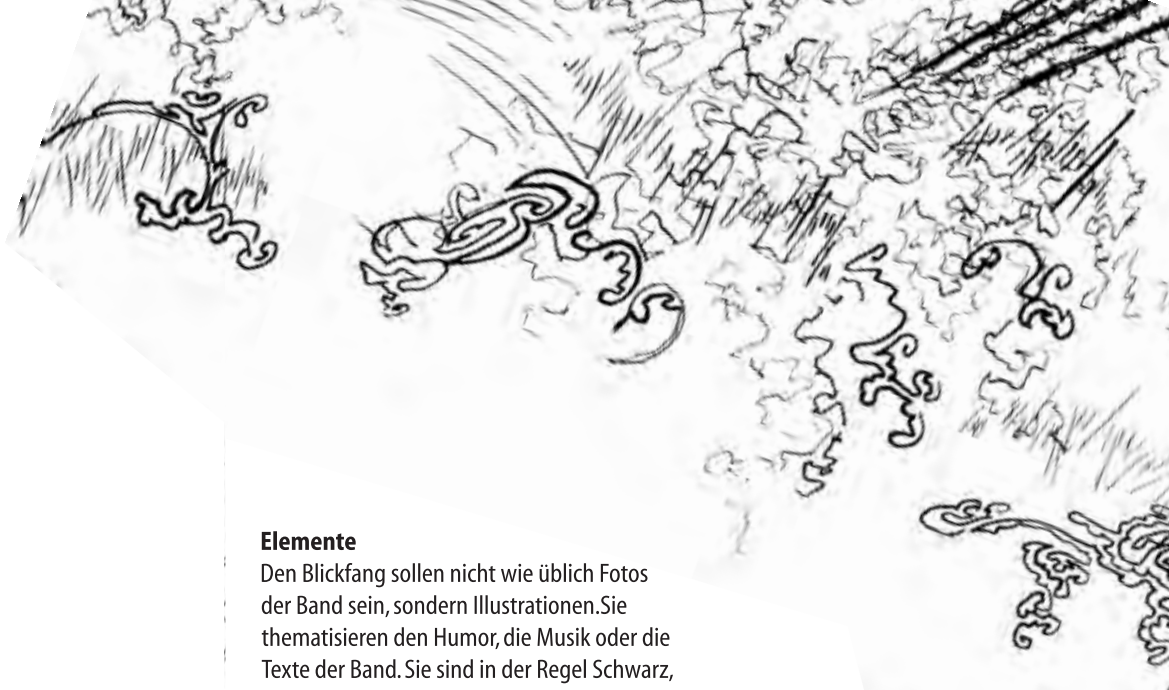 Elemente
Den Blickfang sollen nicht wie üblich Fotos
der Band sein, sondern Illustrationen.Sie
thematisieren den Humor, die Musik oder die
Texte der Band. Sie sind in der Regel Schwarz,